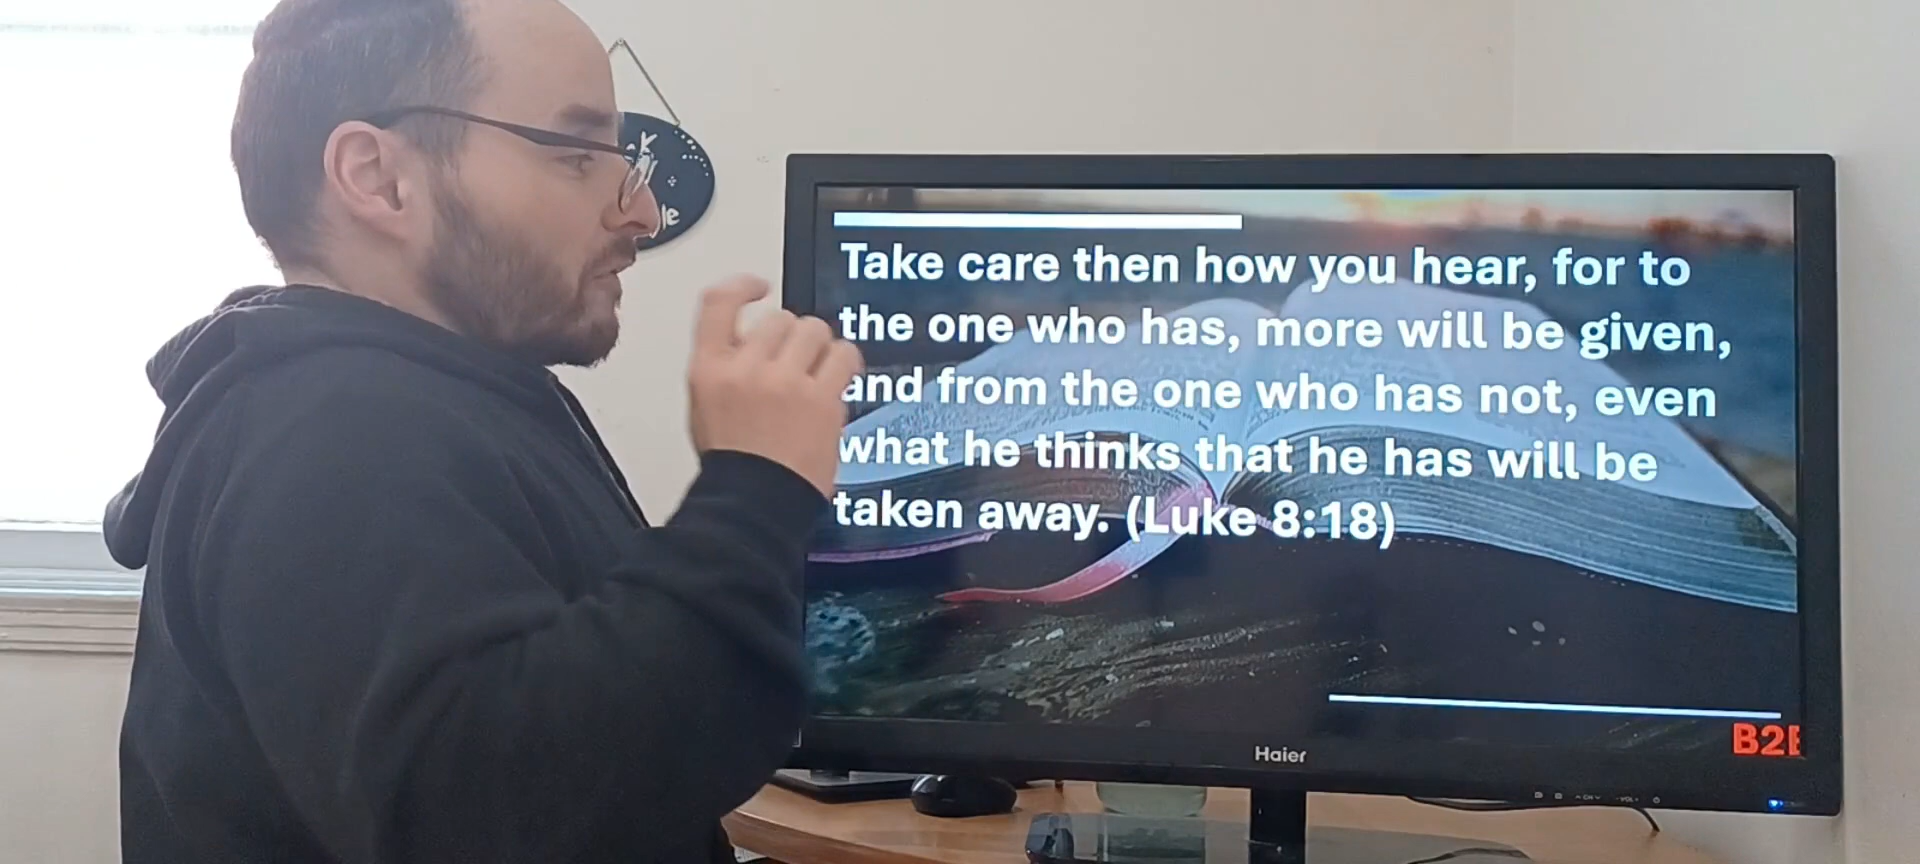 Take care then how you hear, for to
the one who has, more will be given,
and from the one who has not, even
what he thinks that he has will be
taken away. (Luke 8:18)
Haier